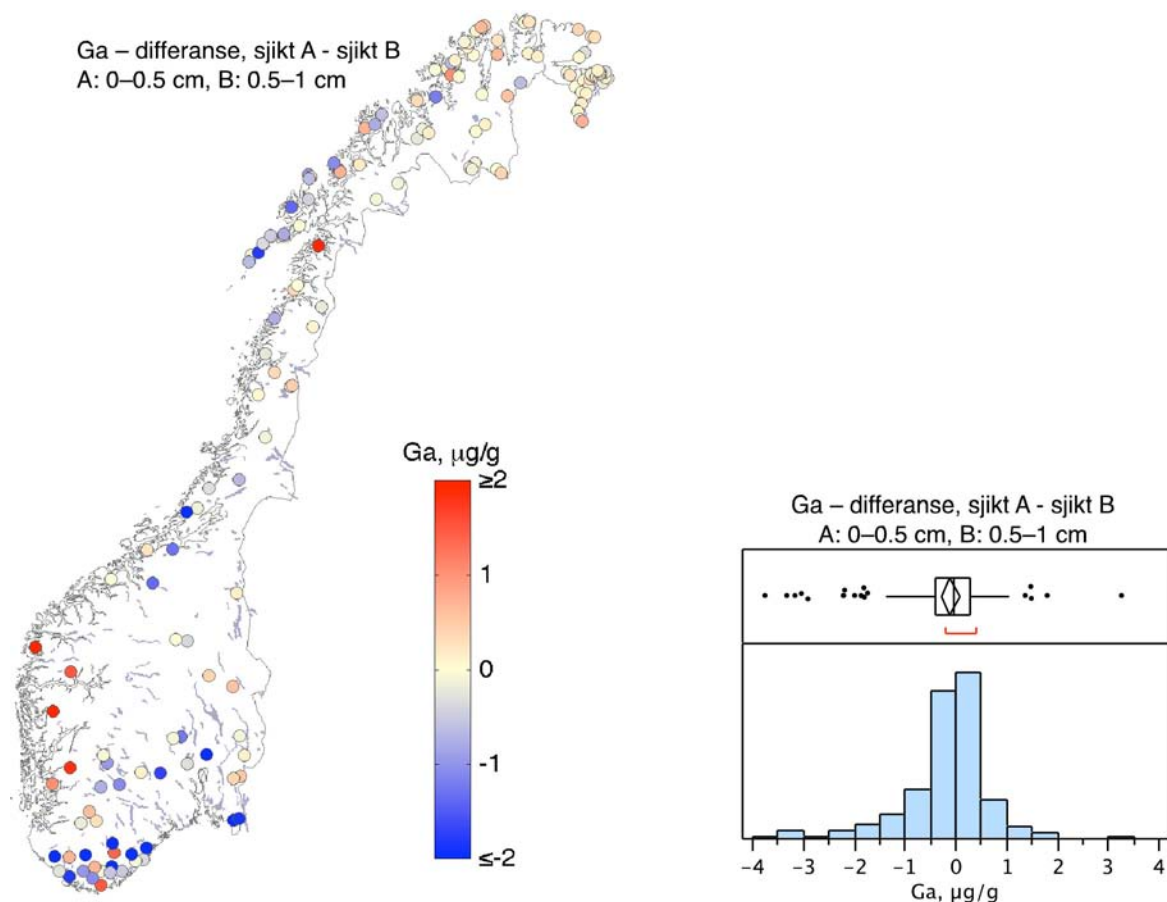 Ga – differanse, sjikt A - sjikt B
A: 0–0.5 cm, B: 0.5–1 cm
Ga, µg/g
≥2
1
0
-1
≤-2
Ga – differanse, sjikt A - sjikt B
A: 0–0.5 cm, B: 0.5–1 cm
−4 −3 −2 −1 0 1 2 3 4
Ga, µg/g